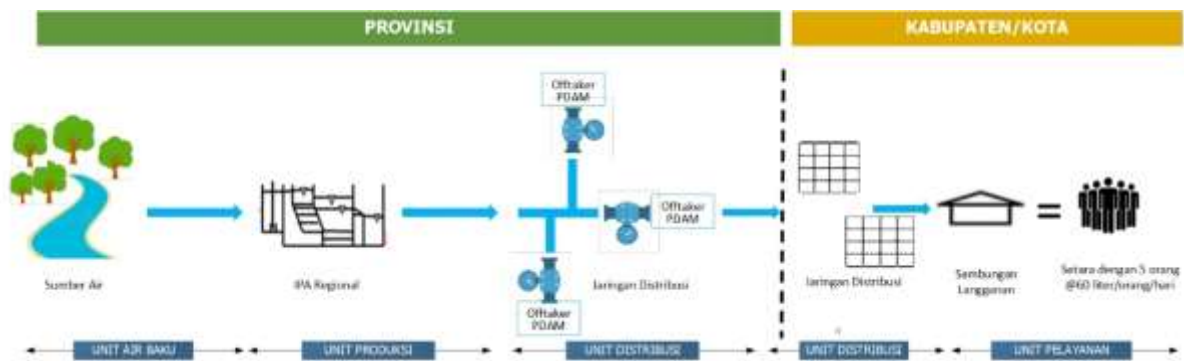 PROVINSI
KABUPATEN/KOTA
Offtaker
PDAM
Offtaker
PDAM
Offtaker
PDAM
Sumber Air
IPA Regional
Jaringan Distribusi
Jaringan Distribusi
Sambungan
Langganan
Setara dengan 5 orang
@60 liter/orang/hari
UNIT AIR BAKU
UNIT PRODUKSI
UNIT DISTRIBUSI
UNIT DISTRIBUSI
UNIT PELAYANAN